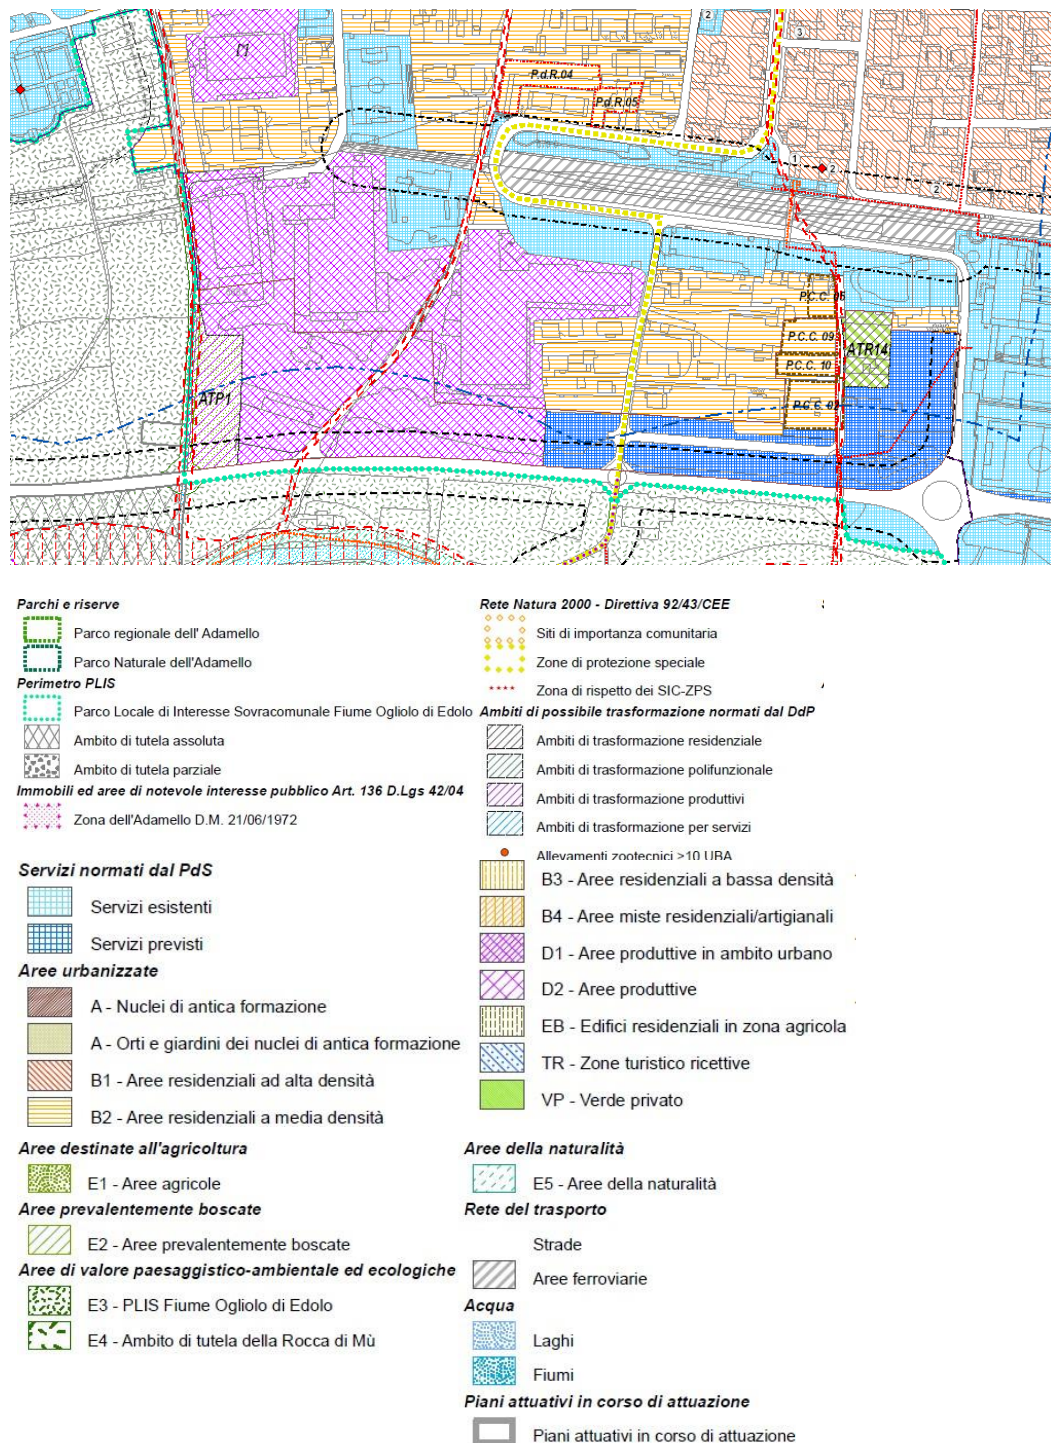 D1
2
3
P.d.R.04
P.d.R.05
1
2
2
P.C.C. 06
P.C.C. 09
ATR14
P.C.C. 10
ATP1
Parchi e riserve
Parco regionale dell' Adamello
Parco Naturale dell'Adamello
Perimetro PLIS
Parco Locale di Interesse Sovracomunale Fiume Ogliolo di Edolo
Ambito di tutela assoluta
Ambito di tutela parziale
Immobili ed aree di notevole interesse pubblico Art. 136 D.Lgs 42/04
Zona dell'Adamello D.M. 21/06/1972
Rete Natura 2000 - Direttiva 92/43/CEE
Siti di importanza comunitaria
Zone di protezione speciale
Zona di rispetto dei SIC-ZPS
Ambiti di possibile trasformazione normati dal DdP
Ambiti di trasformazione residenziale
Ambiti di trasformazione polifunzionale
Ambiti di trasformazione produttivi
Ambiti di trasformazione per servizi
Allevamenti zootecnici >10 UBA
Servizi normati dal PdS
Servizi esistenti
Servizi previsti
Aree urbanizzate
A - Nuclei di antica formazione
A - Orti e giardini dei nuclei di antica formazione
B1 - Aree residenziali ad alta densità
B2 - Aree residenziali a media densità
B3 - Aree residenziali a bassa densità
B4 - Aree miste residenziali/artigianali
D1 - Aree produttive in ambito urbano
D2 - Aree produttive
EB - Edifici residenziali in zona agricola
TR - Zone turistico ricettive
VP - Verde privato
Aree destinate all'agricoltura
E1 - Aree agricole
Aree prevalentemente boscate
E2 - Aree prevalentemente boscate
Aree di valore paesaggistico-ambientale ed ecologiche
E3 - PLIS Fiume Ogliolo di Edolo
E4 - Ambito di tutela della Rocca di Mù
Aree della naturalità
E5 - Aree della naturalità
Rete del trasporto
Strade
Aree ferroviarie
Acqua
Laghi
Fiumi
Piani attuativi in corso di attuazione
Piani attuativi in corso di attuazione